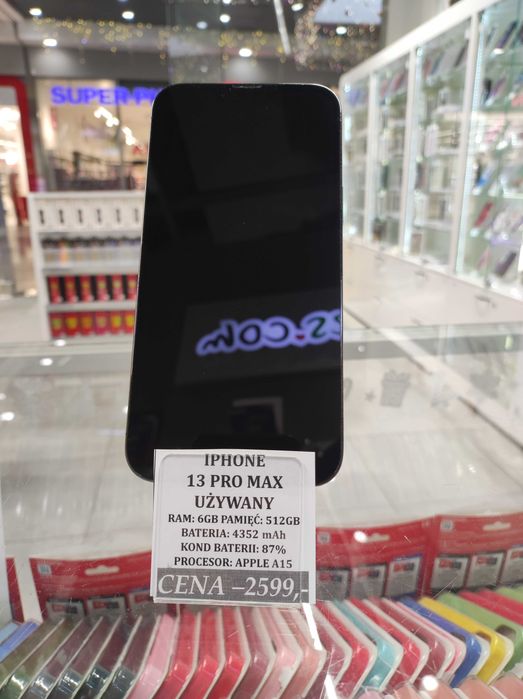 SUPER-P
s.com
IPHONE
13 PRO MAX
UŻYWANY
RAM: 6GB PAMIĘĆ: 512GB
BATERIA: 4352 mAh
KOND BATERII: 87%
PROCESOR: APPLE A15
CENA –2599,-